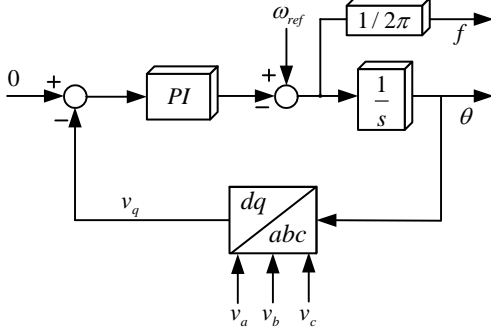 ω_ref
1/2π
f
0
+
−
PI
+
−
1/s
θ
v_q
dq
abc
v_a v_b v_c